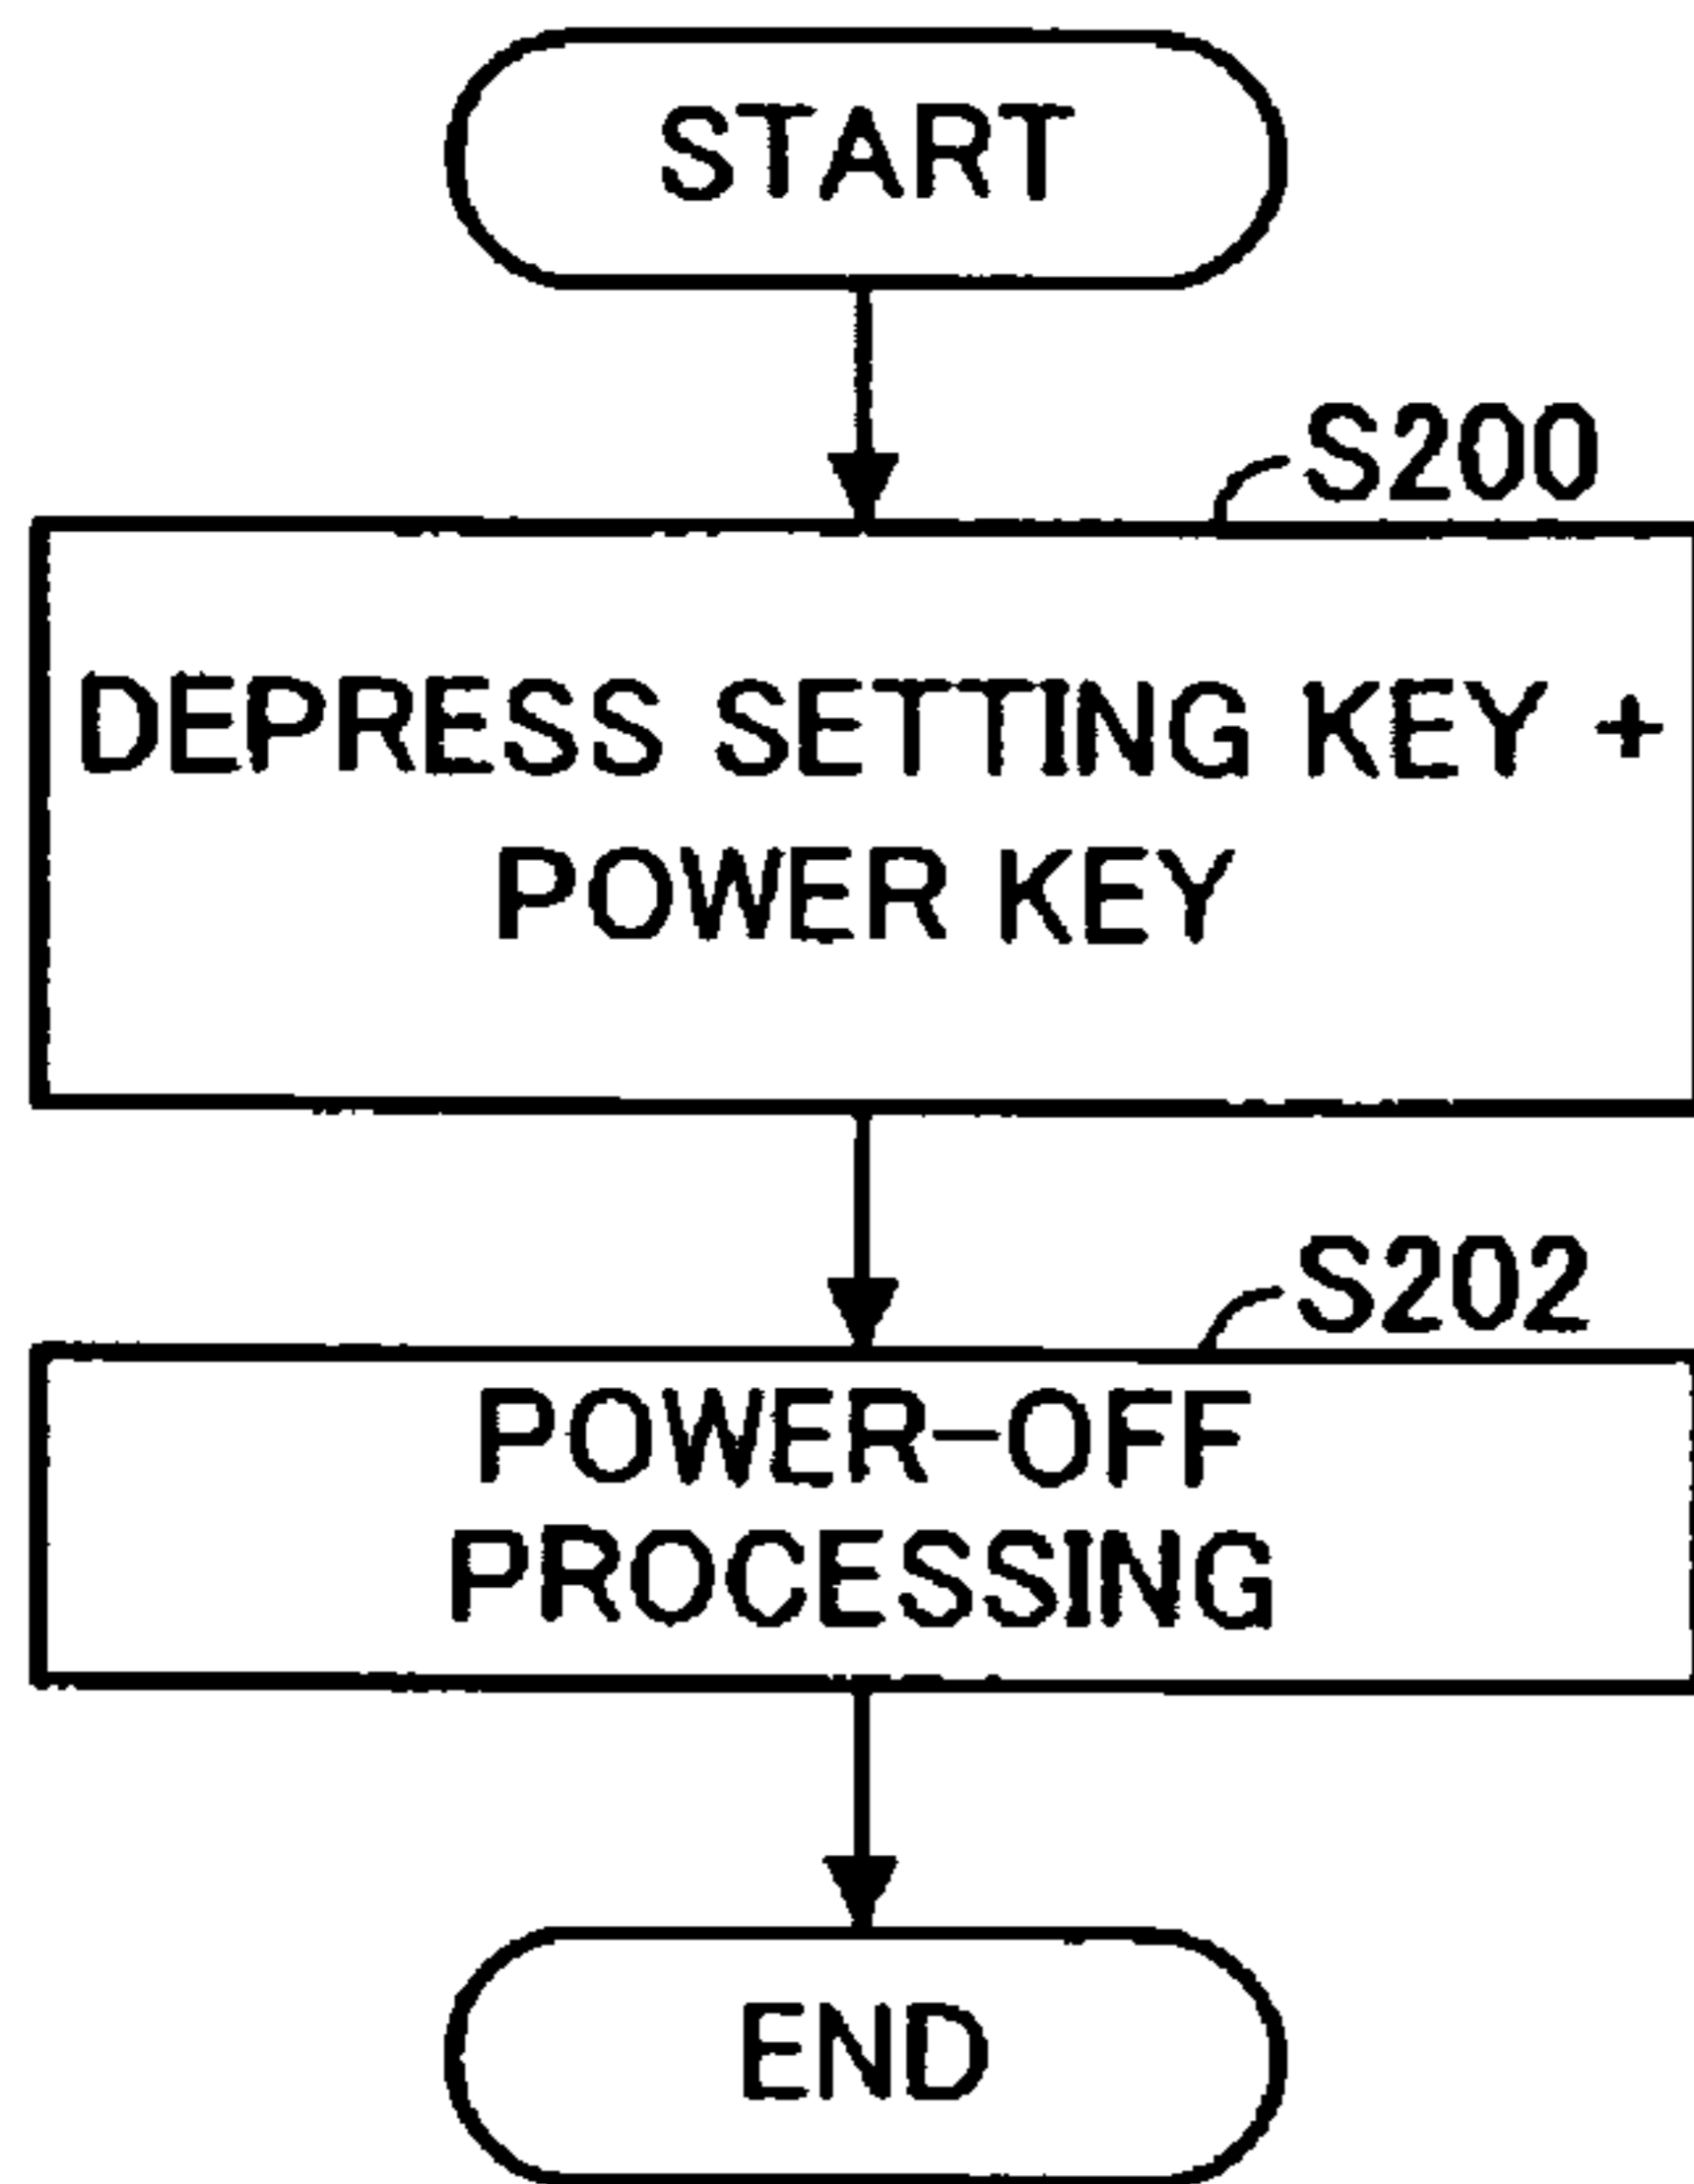 START
S200
DEPRESS SETTING KEY +
POWER KEY
S202
POWER-OFF
PROCESSING
END